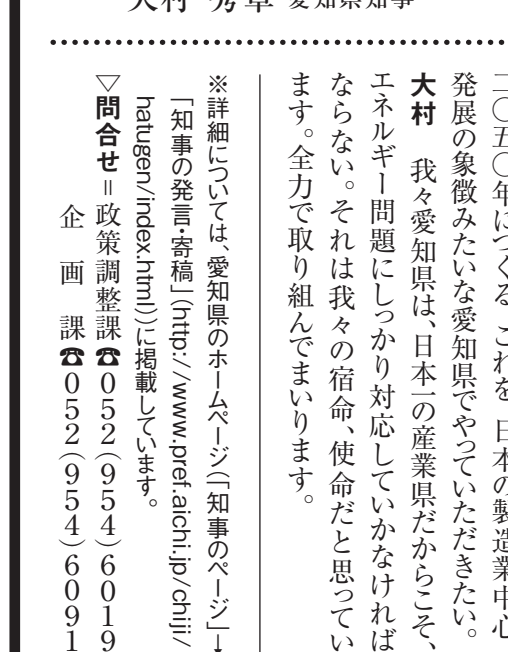 大村 秀章 愛知県知事
二〇五〇年につくる これを 日本の製造業中心
発展の象徴みたいな愛知県でやっていただきたい。
大村　我々愛知県は、日本一の産業県だからこそ、
エネルギー問題にしっかり対応していかなければ
ならない。それは我々の宿命、使命だと思ってい
ます。全力で取り組んでまいります。
※詳細については、愛知県のホームページ(「知事のページ」→
「知事の発言・寄稿」(http://www.pref.aichi.jp/chiji/
hatugen/index.html))に掲載しています。
▽問合せ＝政策調整課☎052(954)6019
企　画　課☎052(954)6091